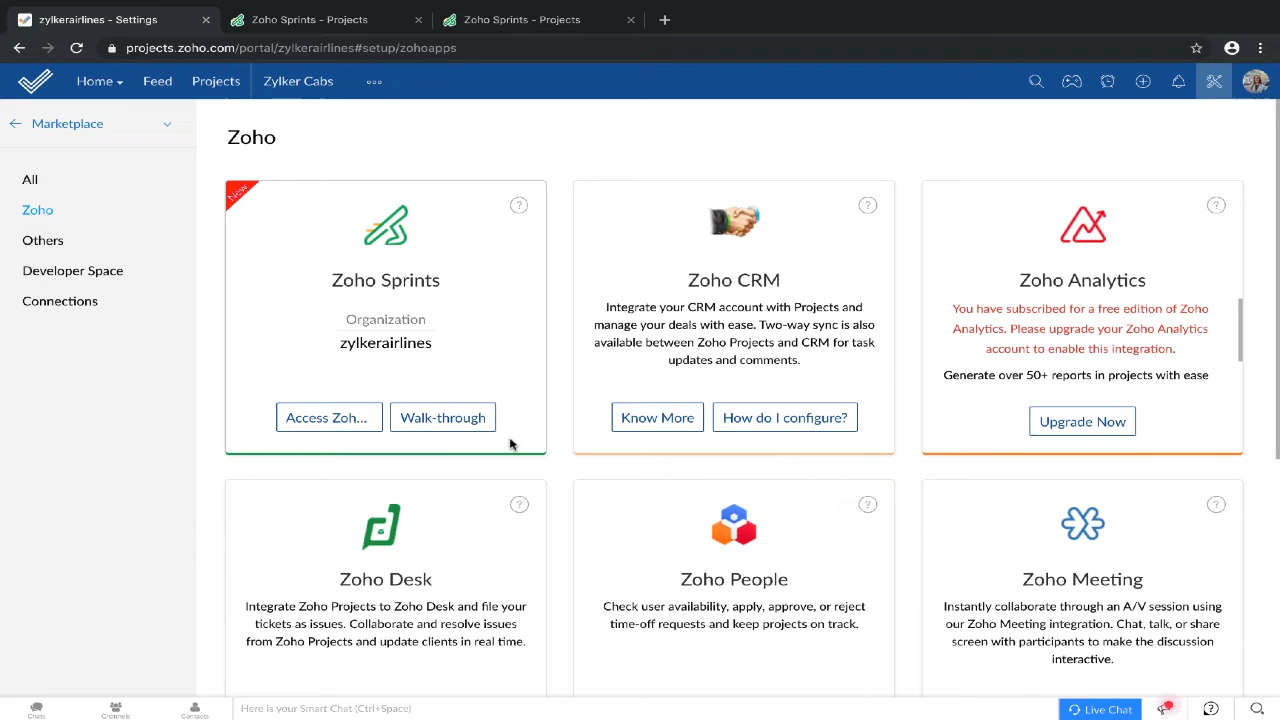 zylkerairlines - Settings
Zoho Sprints - Projects
Zoho Sprints - Projects
projects.zoho.com/portal/zylkerairlines#setup/zohoapps
Home
Feed
Projects
Zylker Cabs
Marketplace
All
Zoho
Others
Developer Space
Connections
Zoho
New
Zoho Sprints
Organization
zylkerairlines
Access Zoh...
Walk-through
Zoho CRM
Integrate your CRM account with Projects and
manage your deals with ease. Two-way sync is also
available between Zoho Projects and CRM for task
updates and comments.
Know More
How do I configure?
Zoho Analytics
You have subscribed for a free edition of Zoho
Analytics. Please upgrade your Zoho Analytics
account to enable this integration.
Generate over 50+ reports in projects with ease
Upgrade Now
Zoho Desk
Integrate Zoho Projects to Zoho Desk and file your
tickets as issues. Collaborate and resolve issues
from Zoho Projects and update clients in real time.
Zoho People
Check user availability, apply, approve, or reject
time-off requests and keep projects on track.
Zoho Meeting
Instantly collaborate through an A/V session using
our Zoho Meeting integration. Chat, talk, or share
screen with participants to make the discussion
interactive.
Chats
Channels
Contacts
Here is your Smart Chat (Ctrl+Space)
Live Chat